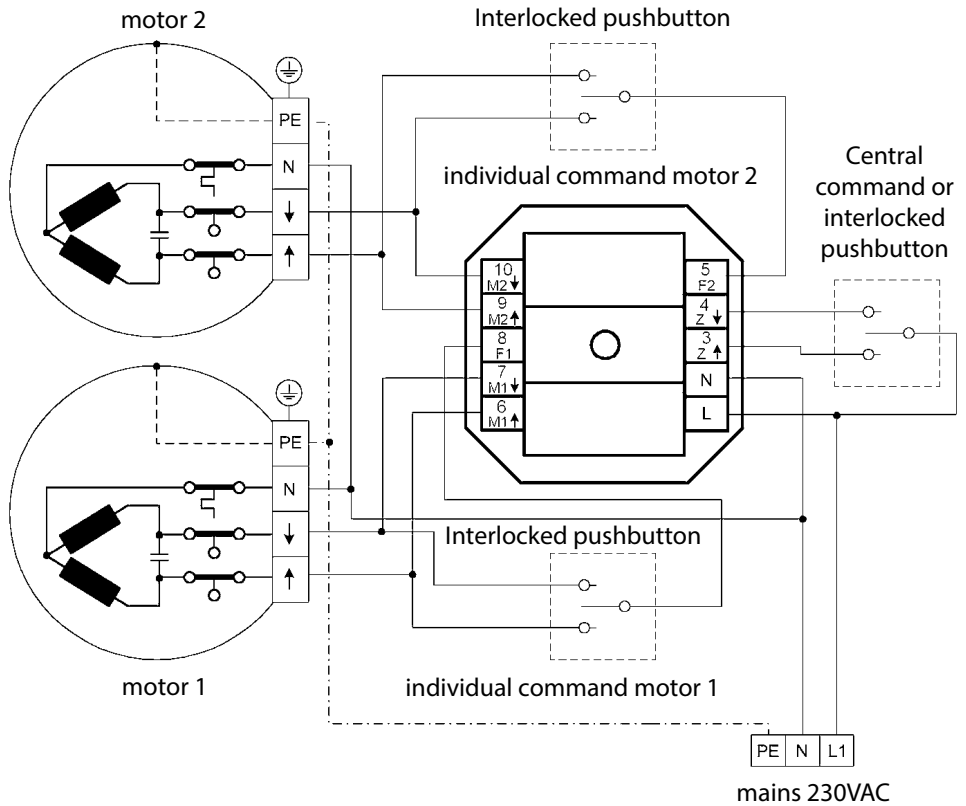 motor 2
Interlocked pushbutton
PE
N
↓
↑
individual command motor 2
Central
command or
interlocked
pushbutton
10
M2↓
9
M2↑
8
F1
7
M1↓
6
M1↑
5
F2
4
Z ↓
3
Z ↑
N
L
PE
N
↓
↑
Interlocked pushbutton
motor 1
individual command motor 1
PE N L1
mains 230VAC